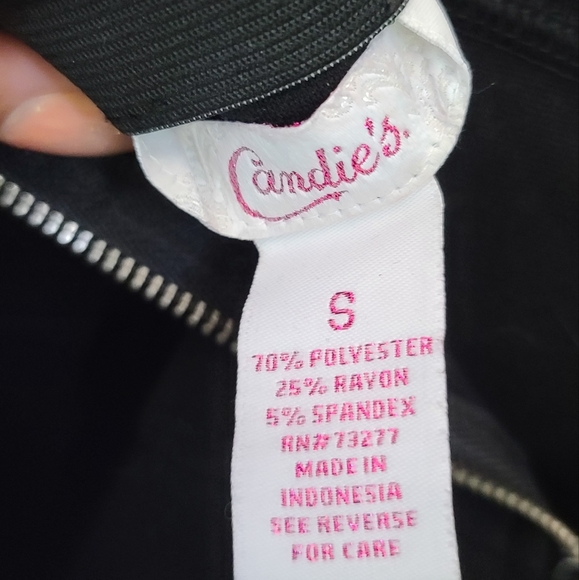 Candie's.
S
70% POLYESTER
25% RAYON
5% SPANDEX
RN#73277
MADE IN
INDONESIA
SEE REVERSE
FOR CARE